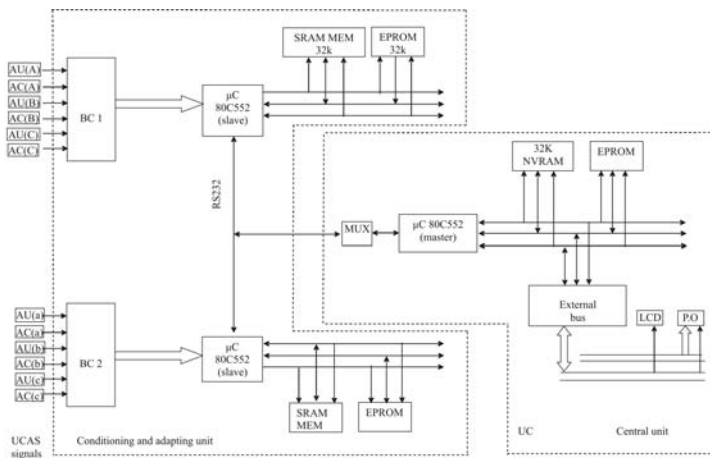 SRAM MEM
32k
EPROM
32k
AU(A)
AC(A)
AU(B)
AC(B)
AU(C)
AC(C)
BC 1
μC
80C552
(slave)
RS232
32K
NVRAM
EPROM
MUX
μC 80C552
(master)
External
bus
LCD
P.O
AU(a)
AC(a)
AU(b)
AC(b)
AU(c)
AC(c)
BC 2
μC
80C552
(slave)
SRAM
MEM
EPROM
UCAS
signals
Conditioning and adapting unit
UC
Central unit